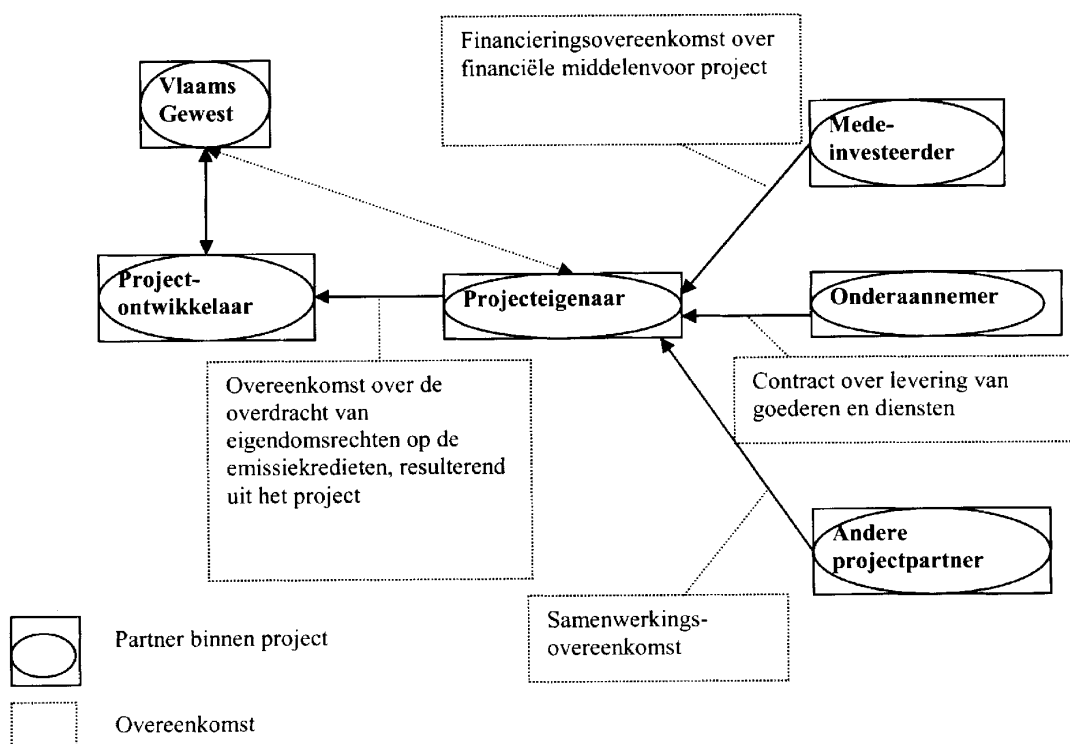 Financieringsovereenkomst over
financiële middelenvoor project
Vlaams
Gewest
Mede-
investeerder
Project-
ontwikkelaar
Projecteigenaar
Onderaannemer
Overeenkomst over de
overdracht van
eigendomsrechten op de
emissiekredieten, resulterend
uit het project
Contract over levering van
goederen en diensten
Andere
projectpartner
Samenwerkings-
overeenkomst
Partner binnen project
Overeenkomst